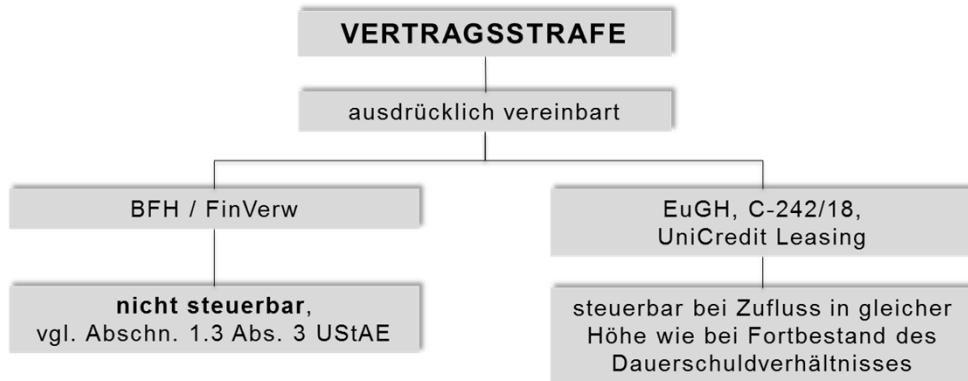 VERTRAGSSTRAFE
ausdrücklich vereinbart
BFH / FinVerw
nicht steuerbar,
vgl. Abschn. 1.3 Abs. 3 UStAE
EuGH, C-242/18,
UniCredit Leasing
steuerbar bei Zufluss in gleicher
Höhe wie bei Fortbestand des
Dauerschuldverhältnisses